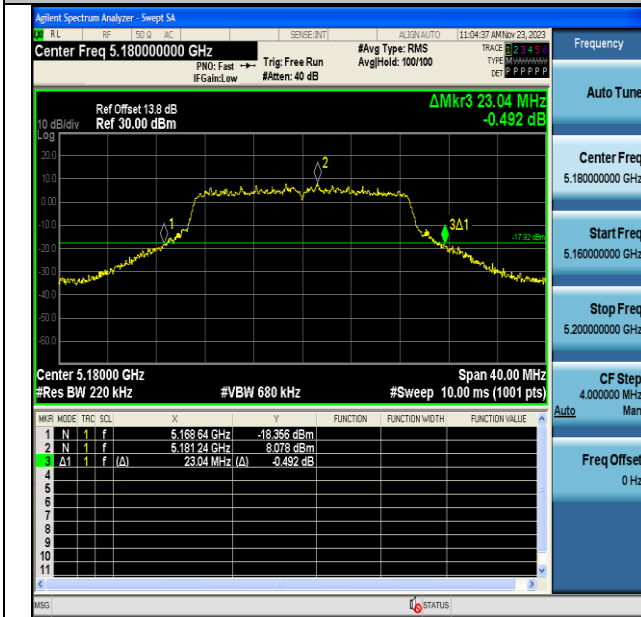 Agilent Spectrum Analyzer - Swept SA
RL RF 50 Ω AC SENSE:INT ALIGN AUTO 11:04:37 AM Nov 23, 2023
Center Freq 5.180000000 GHz #Avg Type: RMS TRACE 1 2 3 4 5 6
PNO: Fast Trig: Free Run Avg|Hold: 100/100 TYPE M
IFGain:Low #Atten: 40 dB DET P P P P P P
Ref Offset 13.8 dB ΔMkr3 23.04 MHz
10 dB/div Ref 30.00 dBm -0.492 dB
Log
20.0
10.0
0.00
-10.0
-20.0
-30.0
-40.0
-50.0
-60.0
1
2
3Δ1
-17.92 dBm
Center 5.18000 GHz Span 40.00 MHz
#Res BW 220 kHz #VBW 680 kHz #Sweep 10.00 ms (1001 pts)
MKR MODE TRC SCL X Y FUNCTION FUNCTION WIDTH FUNCTION VALUE
1 N 1 f 5.168 64 GHz -18.356 dBm
2 N 1 f 5.181 24 GHz 8.078 dBm
3 Δ1 1 f (Δ) 23.04 MHz (Δ) -0.492 dB
4
5
6
7
8
9
10
11
MSG STATUS
Frequency
Auto Tune
Center Freq
5.180000000 GHz
Start Freq
5.160000000 GHz
Stop Freq
5.200000000 GHz
CF Step
4.000000 MHz
Auto Man
Freq Offset
0 Hz